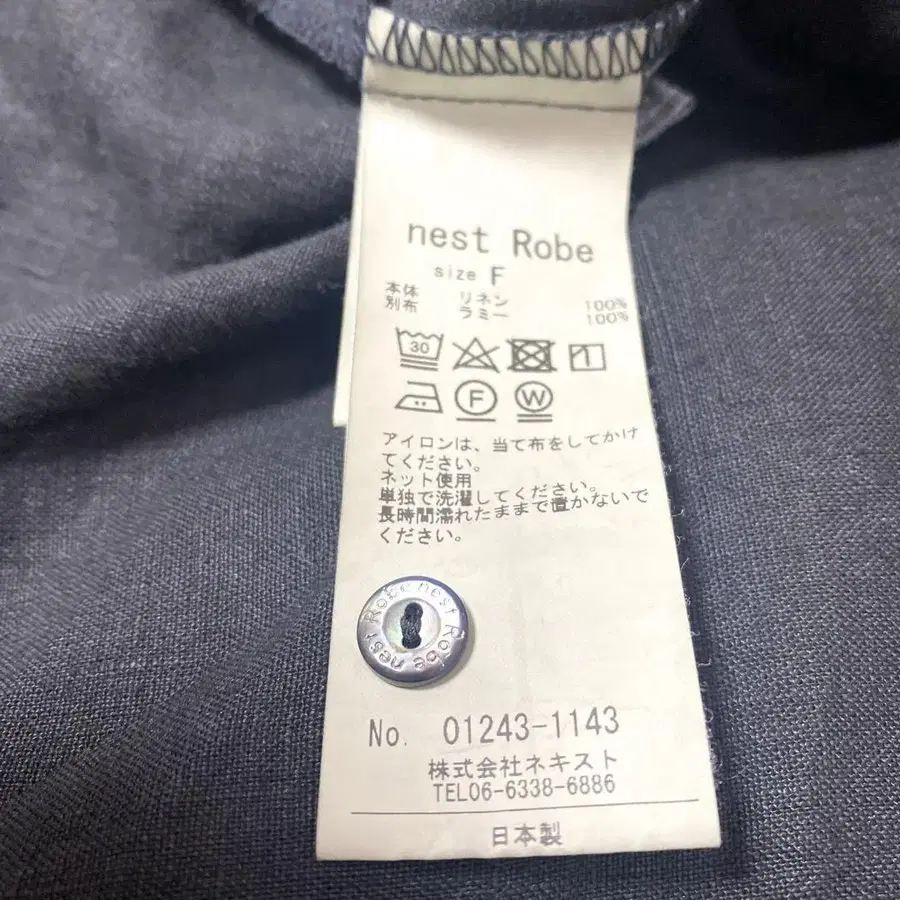 nest Robe
size F
本体 リネン 100%
別布 ラミー 100%
30
F W
アイロンは、当て布をしてかけ
てください。
ネット使用
単独で洗濯してください。
長時間濡れたままで置かないで
ください。
nest Robe nest Robe
No. 01243-1143
株式会社ネキスト
TEL06-6338-6886
日本製